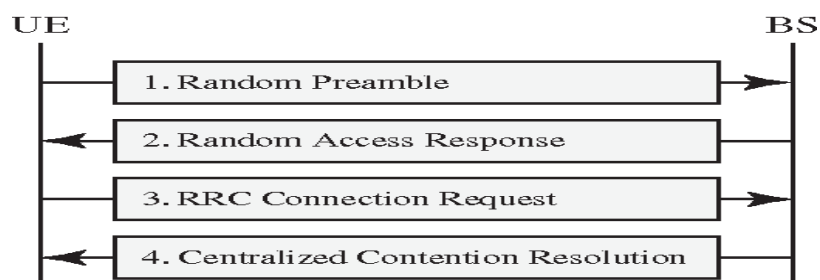 UE BS
1. Random Preamble
2. Random Access Response
3. RRC Connection Request
4. Centralized Contention Resolution